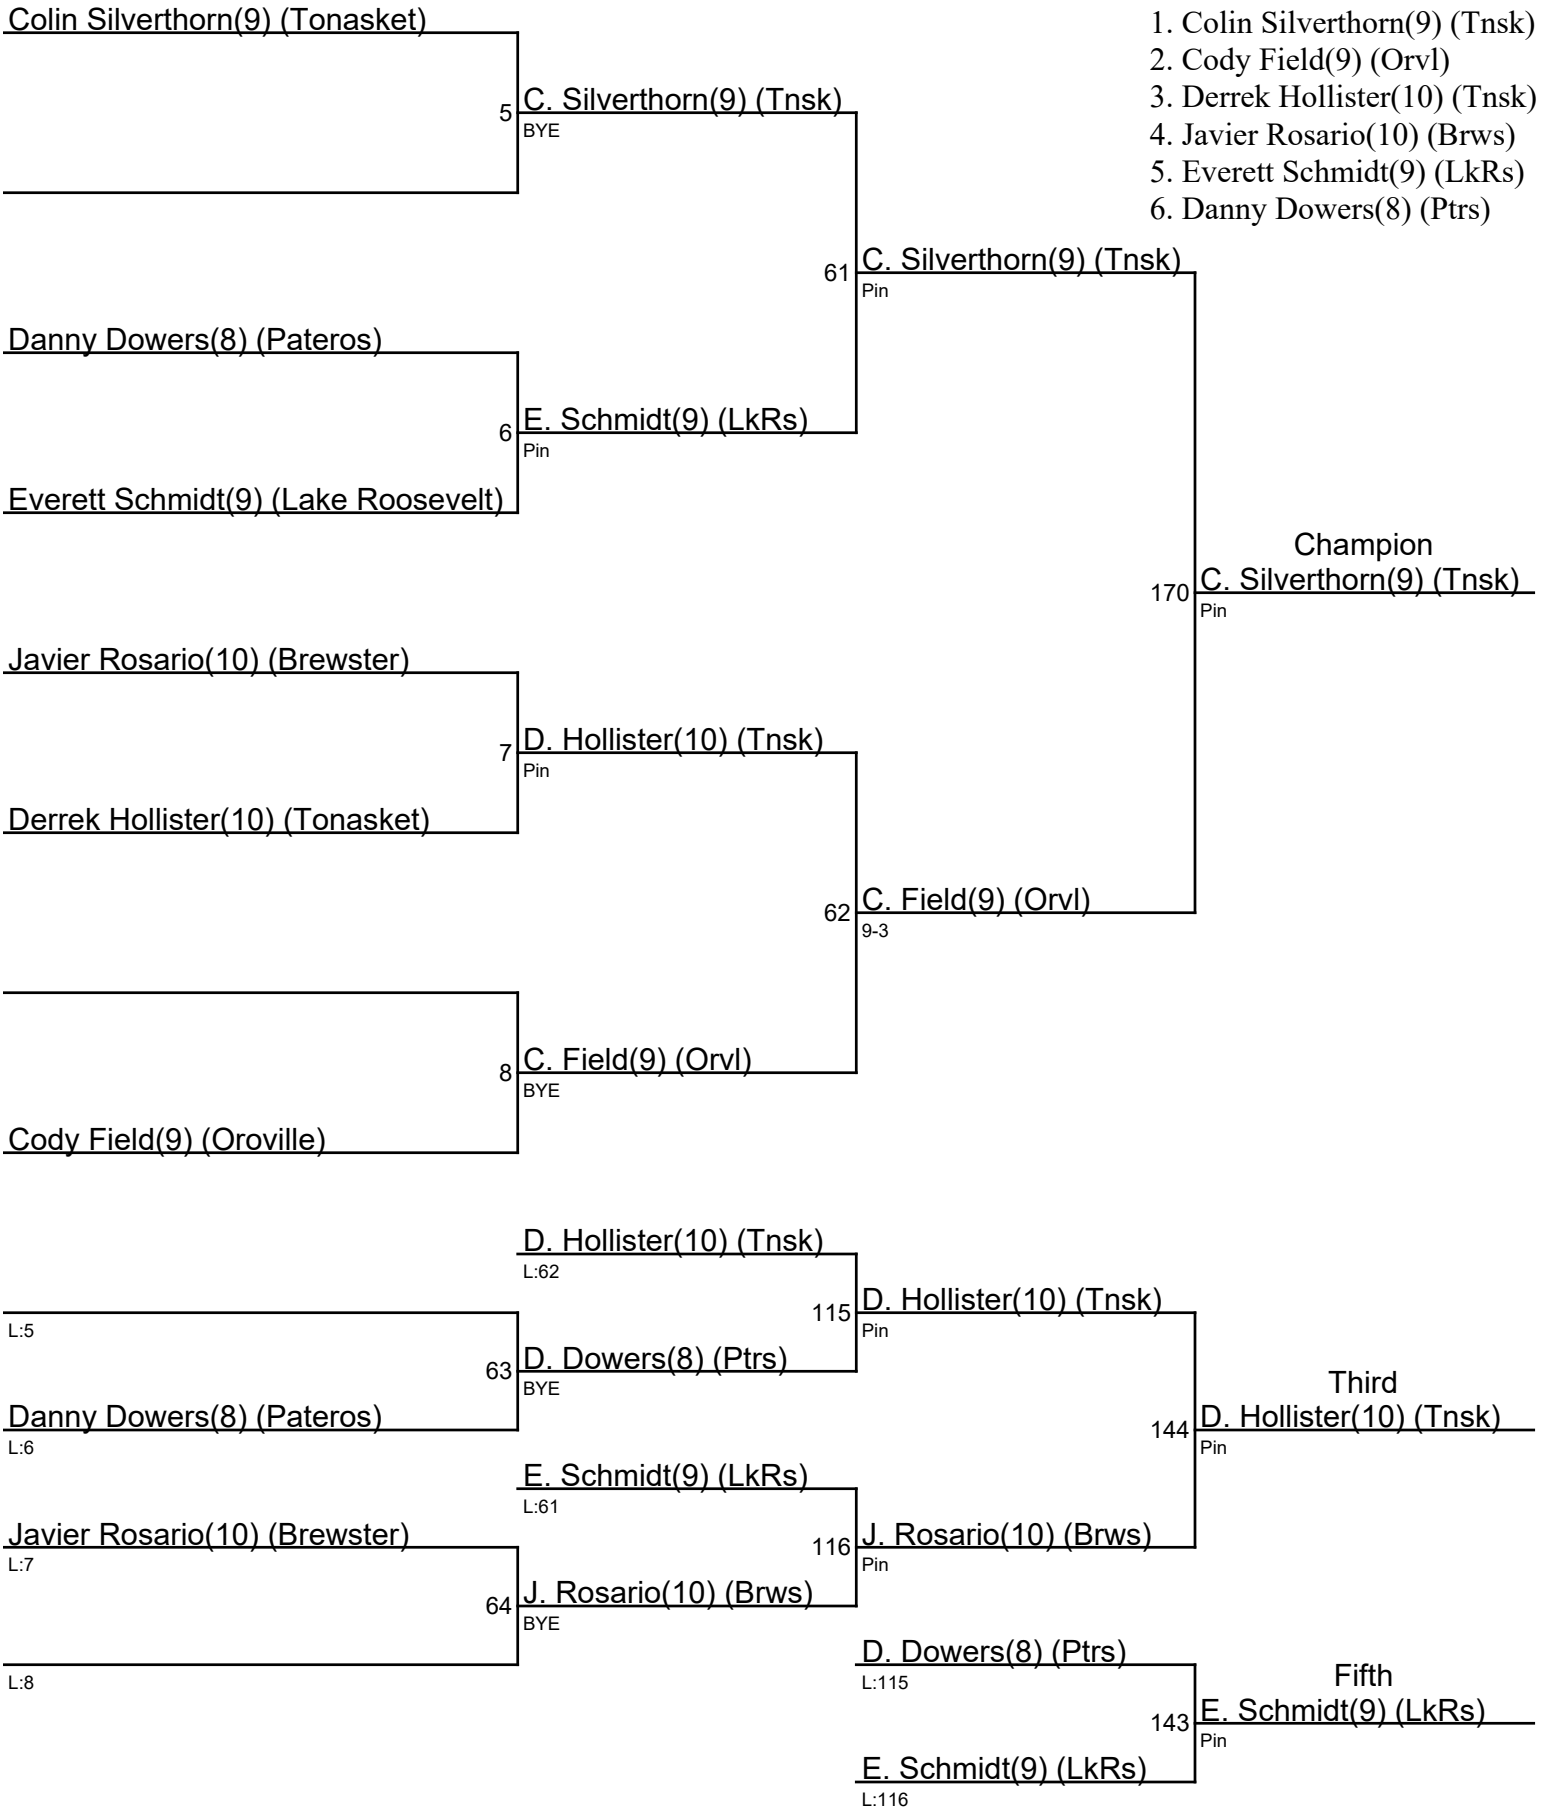 Colin Silverthorn(9) (Tonasket)
1. Colin Silverthorn(9) (Tnsk)
2. Cody Field(9) (Orvl)
3. Derrek Hollister(10) (Tnsk)
4. Javier Rosario(10) (Brws)
5. Everett Schmidt(9) (LkRs)
6. Danny Dowers(8) (Ptrs)
5 C. Silverthorn(9) (Tnsk)
BYE
61 C. Silverthorn(9) (Tnsk)
Pin
Danny Dowers(8) (Pateros)
6 E. Schmidt(9) (LkRs)
Pin
Everett Schmidt(9) (Lake Roosevelt)
Champion
170 C. Silverthorn(9) (Tnsk)
Pin
Javier Rosario(10) (Brewster)
7 D. Hollister(10) (Tnsk)
Pin
Derrek Hollister(10) (Tonasket)
62 C. Field(9) (Orvl)
9-3
8 C. Field(9) (Orvl)
BYE
Cody Field(9) (Oroville)
D. Hollister(10) (Tnsk)
L:62
115 D. Hollister(10) (Tnsk)
Pin
L:5
63 D. Dowers(8) (Ptrs)
BYE
Danny Dowers(8) (Pateros)
L:6
Third
144 D. Hollister(10) (Tnsk)
Pin
E. Schmidt(9) (LkRs)
L:61
Javier Rosario(10) (Brewster)
L:7
116 J. Rosario(10) (Brws)
Pin
64 J. Rosario(10) (Brws)
BYE
L:8
D. Dowers(8) (Ptrs)
L:115
Fifth
143 E. Schmidt(9) (LkRs)
Pin
E. Schmidt(9) (LkRs)
L:116